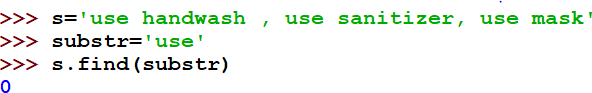 >>> s='use handwash , use sanitizer, use mask'
>>> substr='use'
>>> s.find(substr)
0